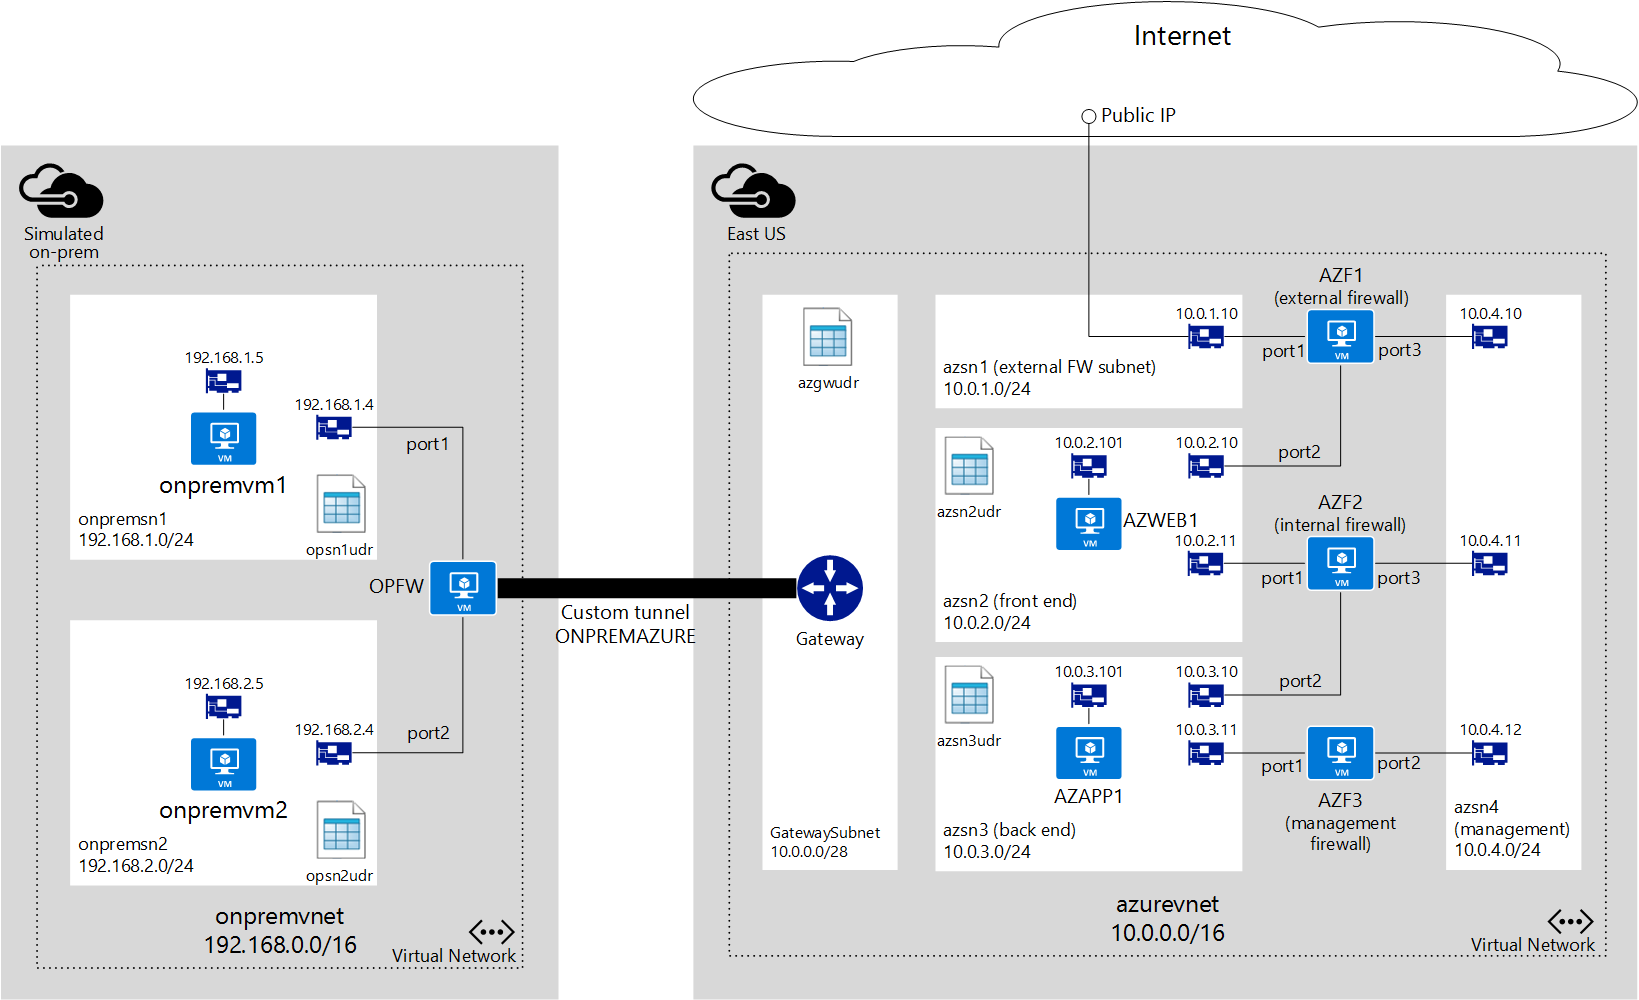 Internet
Public IP
Simulated
on-prem
192.168.1.5
VM
onpremvm1
192.168.1.4
port1
opsn1udr
onpremsn1
192.168.1.0/24
OPFW
VM
Custom tunnel
ONPREMAZURE
192.168.2.5
VM
onpremvm2
192.168.2.4
port2
opsn2udr
onpremsn2
192.168.2.0/24
onpremvnet
192.168.0.0/16
Virtual Network
East US
azgwudr
Gateway
GatewaySubnet
10.0.0.0/28
10.0.1.10
azsn1 (external FW subnet)
10.0.1.0/24
AZF1
(external firewall)
port1
VM
port3
10.0.4.10
port2
azsn2udr
10.0.2.101
VM
AZWEB1
10.0.2.10
10.0.2.11
azsn2 (front end)
10.0.2.0/24
AZF2
(internal firewall)
port1
VM
port3
10.0.4.11
port2
azsn3udr
10.0.3.101
VM
AZAPP1
10.0.3.10
10.0.3.11
azsn3 (back end)
10.0.3.0/24
port1
VM
port2
AZF3
(management
firewall)
10.0.4.12
azsn4
(management)
10.0.4.0/24
azurevnet
10.0.0.0/16
Virtual Network